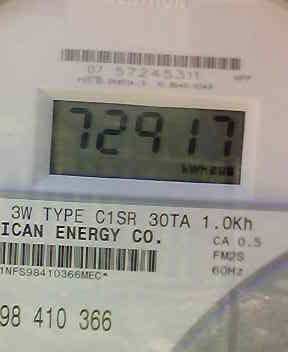 07 57245311
72917
3W TYPE C1SR 30TA 1.0Kh
ICAN ENERGY CO.
CA 0.5
FM2S
60Hz
1NFS98410366MEC*
98 410 366